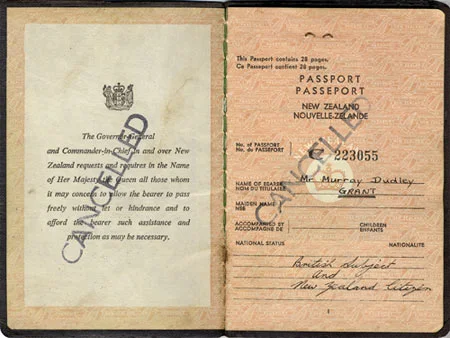 The Governor-General
and Commander-in-Chief in and over New
Zealand requests and requires in the Name
of Her Majesty the Queen all those whom
it may concern to allow the bearer to pass
freely without let or hindrance and to
afford the bearer such assistance and
protection as may be necessary.
CANCELLED
This Passport contains 28 pages.
Ce Passeport contient 28 pages.
PASSPORT
PASSEPORT
NEW ZEALAND
NOUVELLE-ZÉLANDE
No. of PASSPORT
No. du PASSEPORT
C 223055
NAME OF BEARER
NOM DU TITULAIRE
Mr Murray Dudley
GRANT
MAIDEN NAME
NÉE
ACCOMPANIED BY
ACCOMPAGNÉ DE
CHILDREN
ENFANTS
NATIONAL STATUS
NATIONALITÉ
British Subject
And
New Zealand Citizen
CANCELLED
1